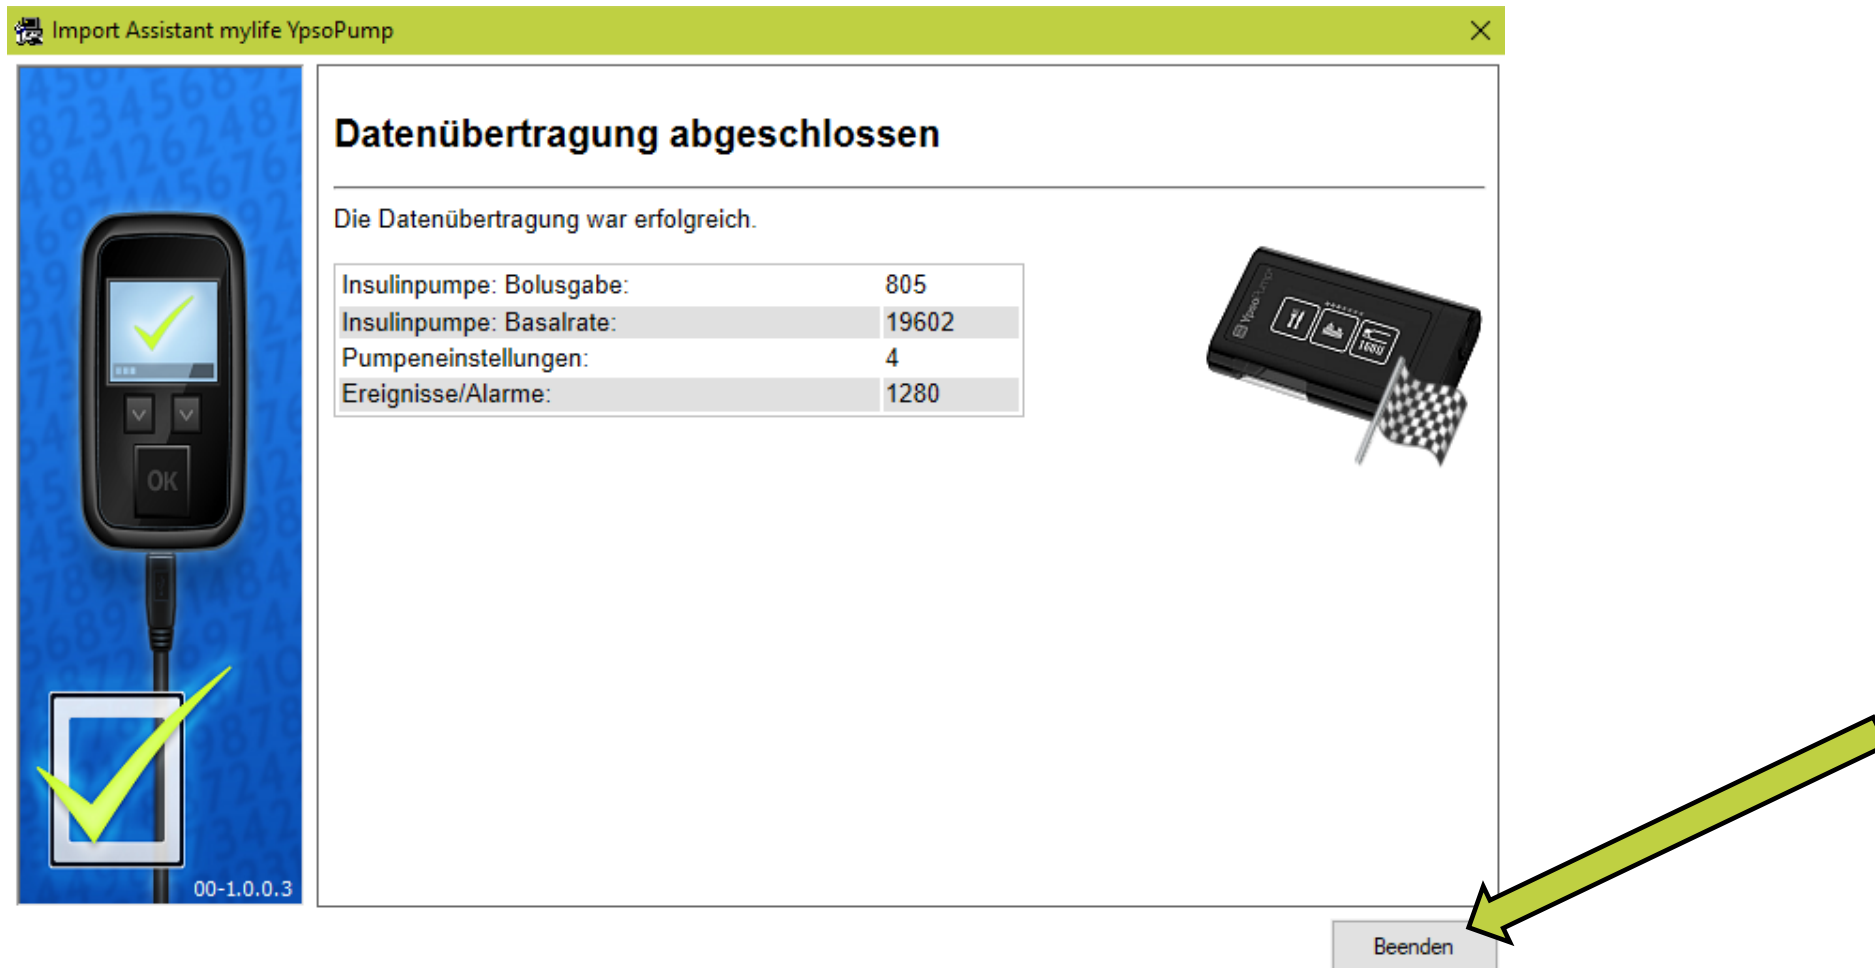 Import Assistant mylife YpsoPump
Datenübertragung abgeschlossen
Die Datenübertragung war erfolgreich.
Insulinpumpe: Bolusgabe: 805
Insulinpumpe: Basalrate: 19602
Pumpeneinstellungen: 4
Ereignisse/Alarme: 1280
YpsoPump
OK
00-1.0.0.3
Beenden